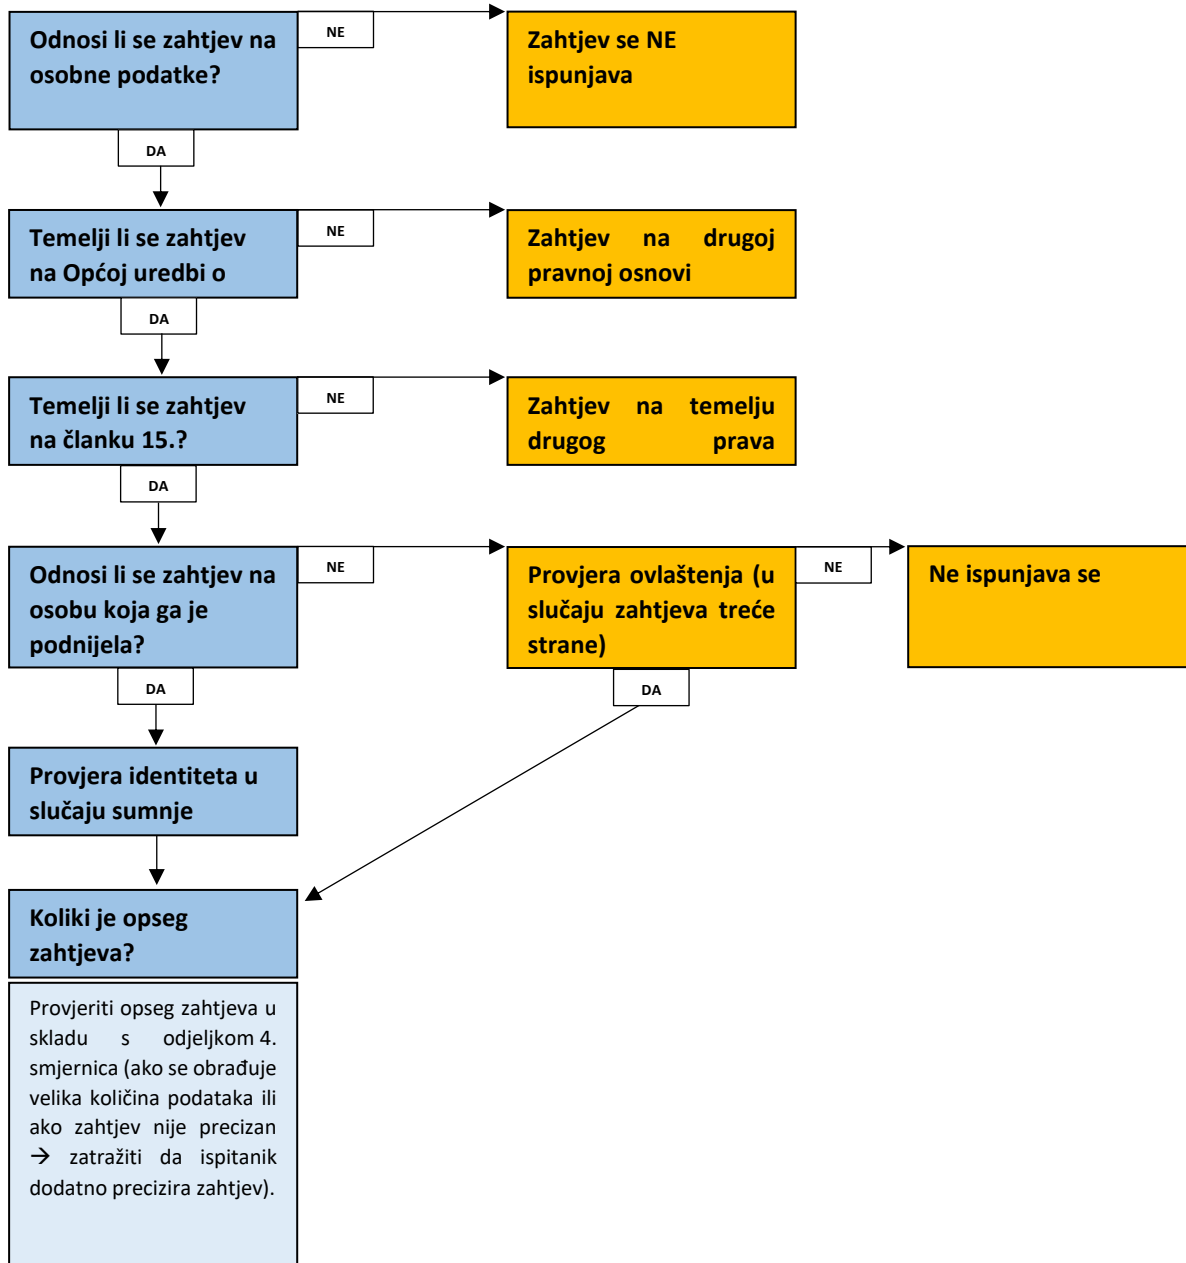 Odnosi li se zahtjev na
osobne podatke?
NE
Zahtjev se NE
ispunjava
DA
Temelji li se zahtjev
na Općoj uredbi o
NE
Zahtjev na drugoj
pravnoj osnovi
DA
Temelji li se zahtjev
na članku 15.?
NE
Zahtjev na temelju
drugog prava
DA
Odnosi li se zahtjev na
osobu koja ga je
podnijela?
NE
Provjera ovlaštenja (u
slučaju zahtjeva treće
strane)
NE
Ne ispunjava se
DA
DA
Provjera identiteta u
slučaju sumnje
Koliki je opseg
zahtjeva?
Provjeriti opseg zahtjeva u
skladu s odjeljkom 4.
smjernica (ako se obrađuje
velika količina podataka ili
ako zahtjev nije precizan
→ zatražiti da ispitanik
dodatno precizira zahtjev).